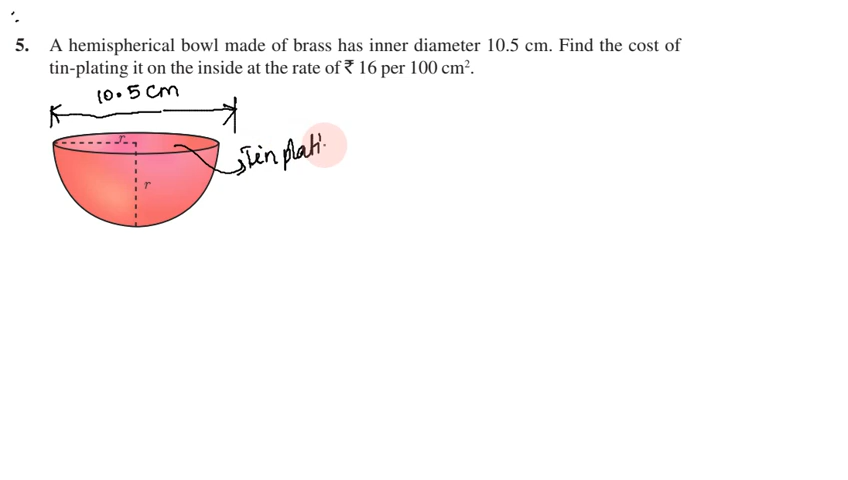 5. A hemispherical bowl made of brass has inner diameter 10.5 cm. Find the cost of
tin-plating it on the inside at the rate of ₹ 16 per 100 cm².
10.5 cm
r
Tin plati
r